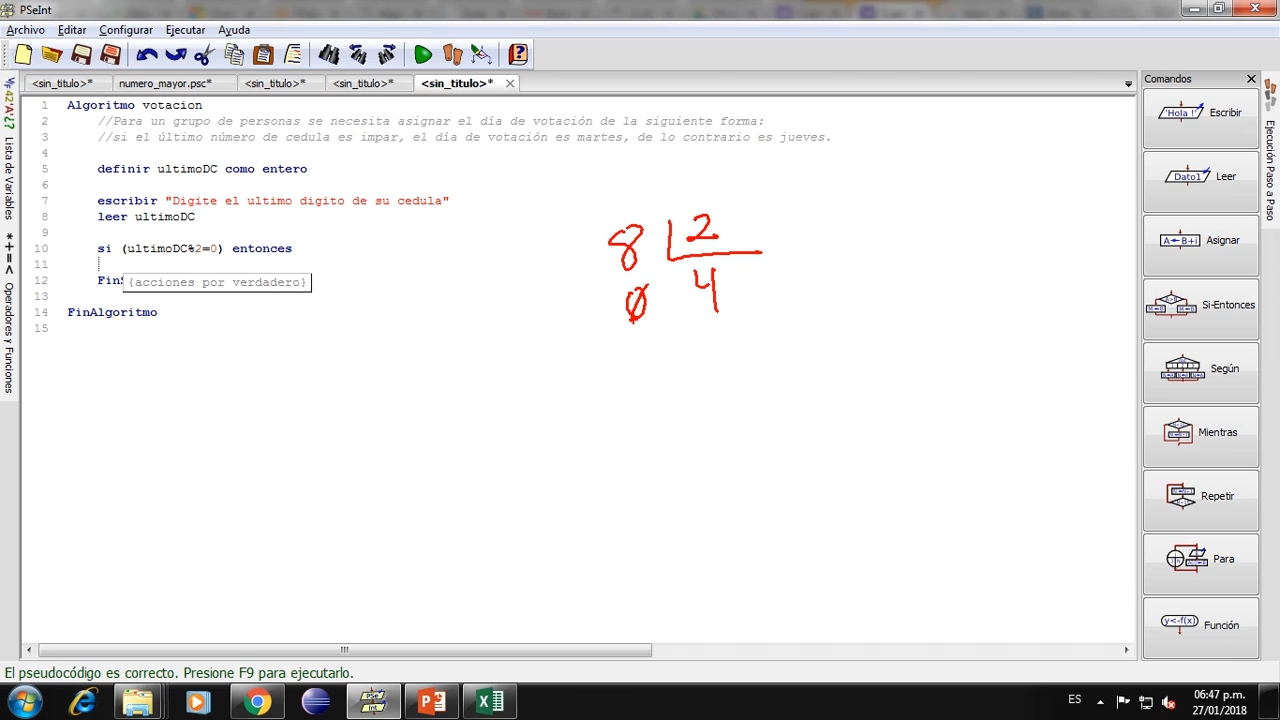 PSeInt
Archivo Editar Configurar Ejecutar Ayuda
<sin_titulo>* numero_mayor.psc* <sin_titulo>* <sin_titulo>* <sin_titulo>*
Lista de Variables
Operadores y Funciones
1 Algoritmo votacion
2 //Para un grupo de personas se necesita asignar el día de votación de la siguiente forma:
3 //si el último número de cedula es impar, el día de votación es martes, de lo contrario es jueves.
4
5 definir ultimoDC como entero
6
7 escribir "Digite el ultimo digito de su cedula"
8 leer ultimoDC
9
10 si (ultimoDC%2=0) entonces
11
12 Fin
{acciones por verdadero}
13
14 FinAlgoritmo
15
8 2
0 4
Comandos
'Hola !' Escribir
Dato1 Leer
A←B+i Asignar
Si-Entonces
Según
Mientras
Repetir
Para
y←f(x) Función
Ejecución Paso a Paso
El pseudocódigo es correcto. Presione F9 para ejecutarlo.
ES 06:47 p.m.
27/01/2018